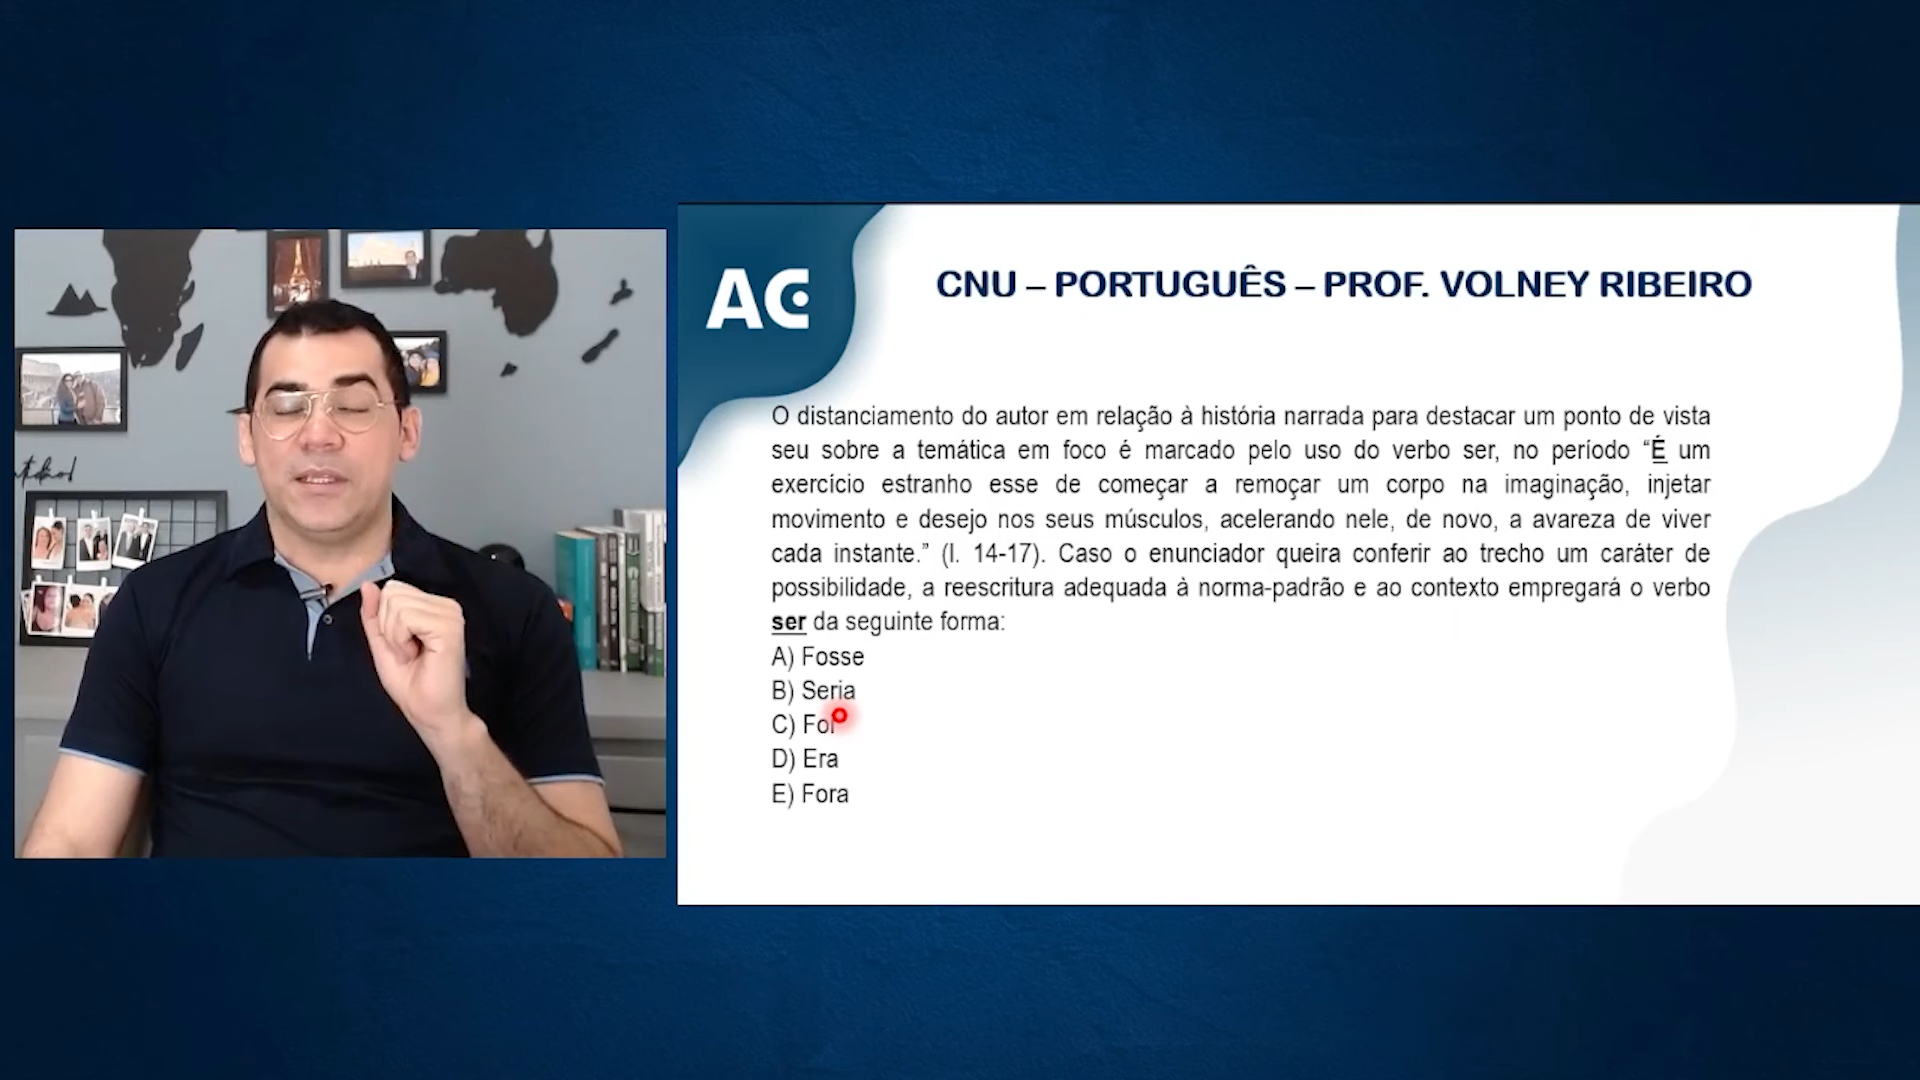 AC
CNU – PORTUGUÊS – PROF. VOLNEY RIBEIRO
O distanciamento do autor em relação à história narrada para destacar um ponto de vista
seu sobre a temática em foco é marcado pelo uso do verbo ser, no período “É um
exercício estranho esse de começar a remoçar um corpo na imaginação, injetar
movimento e desejo nos seus músculos, acelerando nele, de novo, a avareza de viver
cada instante.” (l. 14-17). Caso o enunciador queira conferir ao trecho um caráter de
possibilidade, a reescritura adequada à norma-padrão e ao contexto empregará o verbo
ser da seguinte forma:
A) Fosse
B) Seria
C) Foi
D) Era
E) Fora